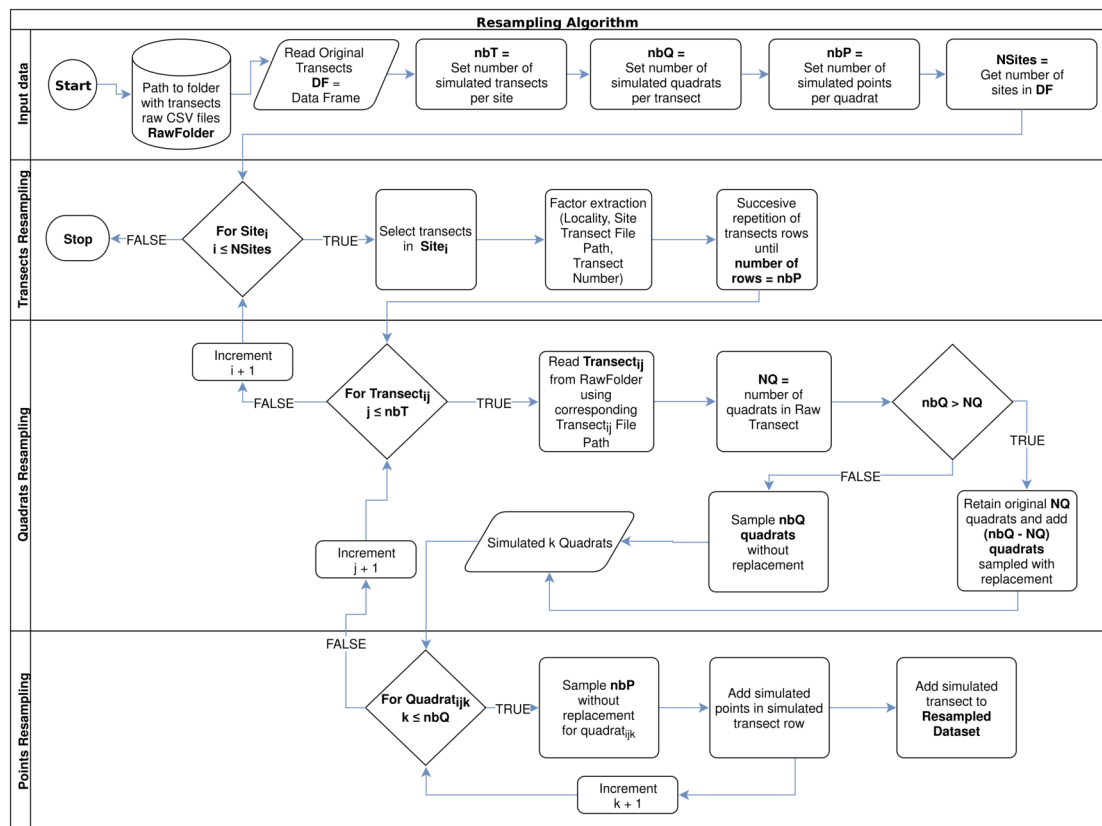 Resampling Algorithm
Input data
Start
Path to folder
with transects
raw CSV files
RawFolder
Read Original
Transects
DF =
Data Frame
nbT =
Set number of
simulated transects
per site
nbQ =
Set number of
simulated quadrats
per transect
nbP =
Set number of
simulated points
per quadrat
NSites =
Get number of
sites in DF
Transects Resampling
Stop
FALSE
For Siteᵢ
i ≤ NSites
TRUE
Select transects
in Siteᵢ
Factor extraction
(Locality, Site
Transect File
Path,
Transect
Number)
Succesive
repetition of
transects rows
until
number of
rows = nbP
Quadrats Resampling
Increment
i + 1
FALSE
For Transectᵢⱼ
j ≤ nbT
TRUE
Read Transectᵢⱼ
from RawFolder
using
corresponding
Transectᵢⱼ File
Path
NQ =
number of
quadrats in Raw
Transect
nbQ > NQ
TRUE
FALSE
Increment
j + 1
Simulated k Quadrats
Sample nbQ
quadrats
without
replacement
Retain original NQ
quadrats and add
(nbQ - NQ)
quadrats
sampled with
replacement
Points Resampling
FALSE
For Quadratᵢⱼₖ
k ≤ nbQ
TRUE
Sample nbP
without
replacement
for quadratᵢⱼₖ
Add simulated
points in simulated
transect row
Add simulated
transect to
Resampled
Dataset
Increment
k + 1